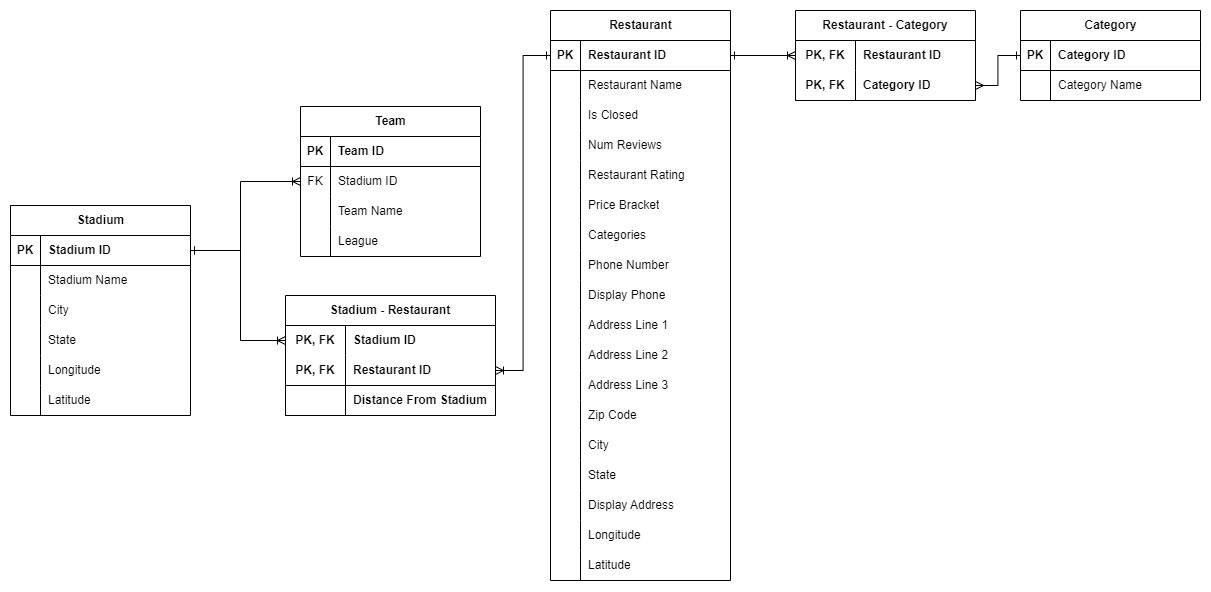 Stadium
PK Stadium ID
Stadium Name
City
State
Longitude
Latitude
Team
PK Team ID
FK Stadium ID
Team Name
League
Stadium - Restaurant
PK, FK Stadium ID
PK, FK Restaurant ID
Distance From Stadium
Restaurant
PK Restaurant ID
Restaurant Name
Is Closed
Num Reviews
Restaurant Rating
Price Bracket
Categories
Phone Number
Display Phone
Address Line 1
Address Line 2
Address Line 3
Zip Code
City
State
Display Address
Longitude
Latitude
Restaurant - Category
PK, FK Restaurant ID
PK, FK Category ID
Category
PK Category ID
Category Name